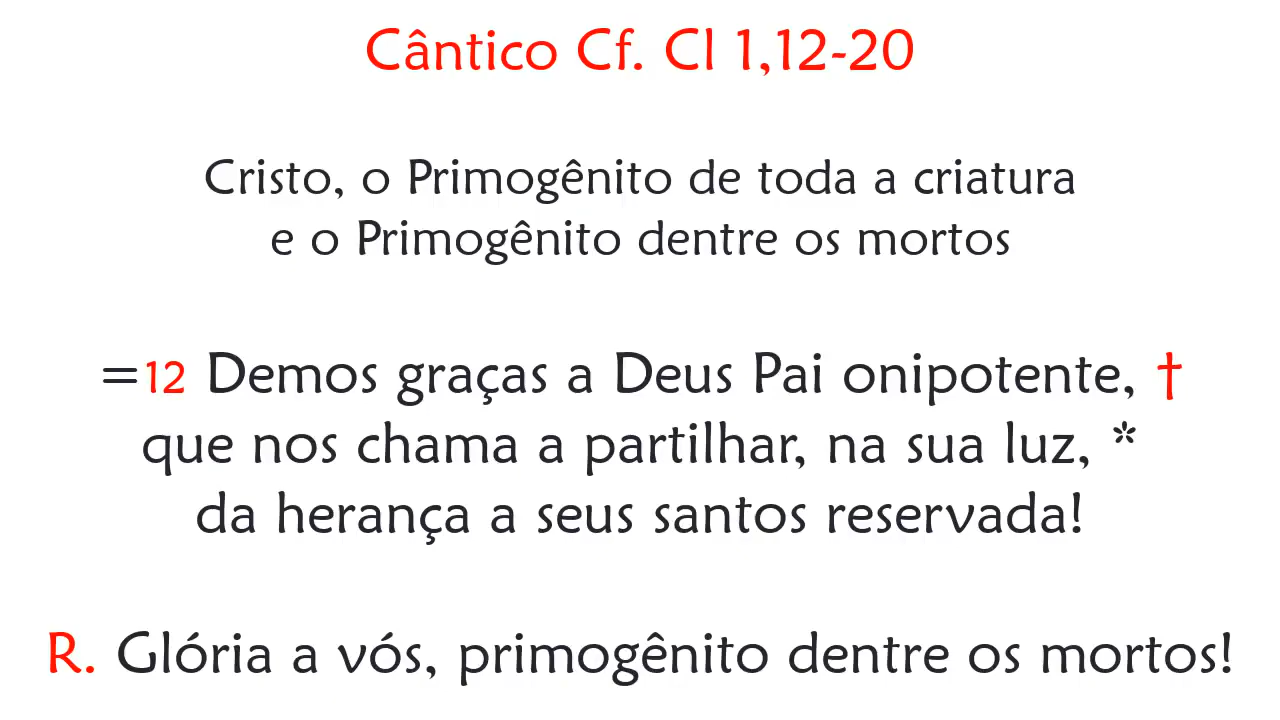 Cântico Cf. Cl 1,12-20
Cristo, o Primogênito de toda a criatura
e o Primogênito dentre os mortos
=12 Demos graças a Deus Pai onipotente, †
que nos chama a partilhar, na sua luz, *
da herança a seus santos reservada!
R. Glória a vós, primogênito dentre os mortos!